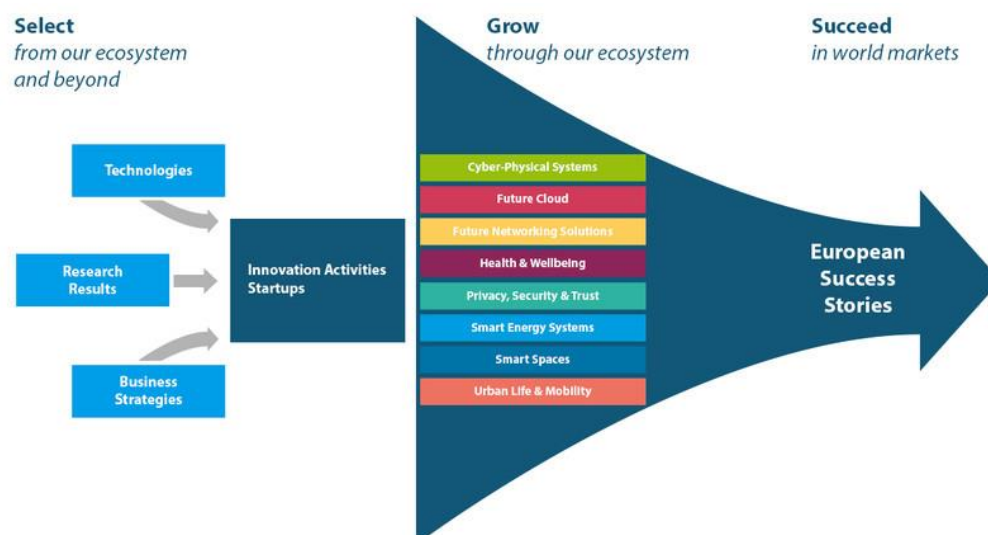 Select
from our ecosystem
and beyond
Grow
through our ecosystem
Succeed
in world markets
Technologies
Research
Results
Business
Strategies
Innovation Activities
Startups
Cyber-Physical Systems
Future Cloud
Future Networking Solutions
Health & Wellbeing
Privacy, Security & Trust
Smart Energy Systems
Smart Spaces
Urban Life & Mobility
European
Success
Stories